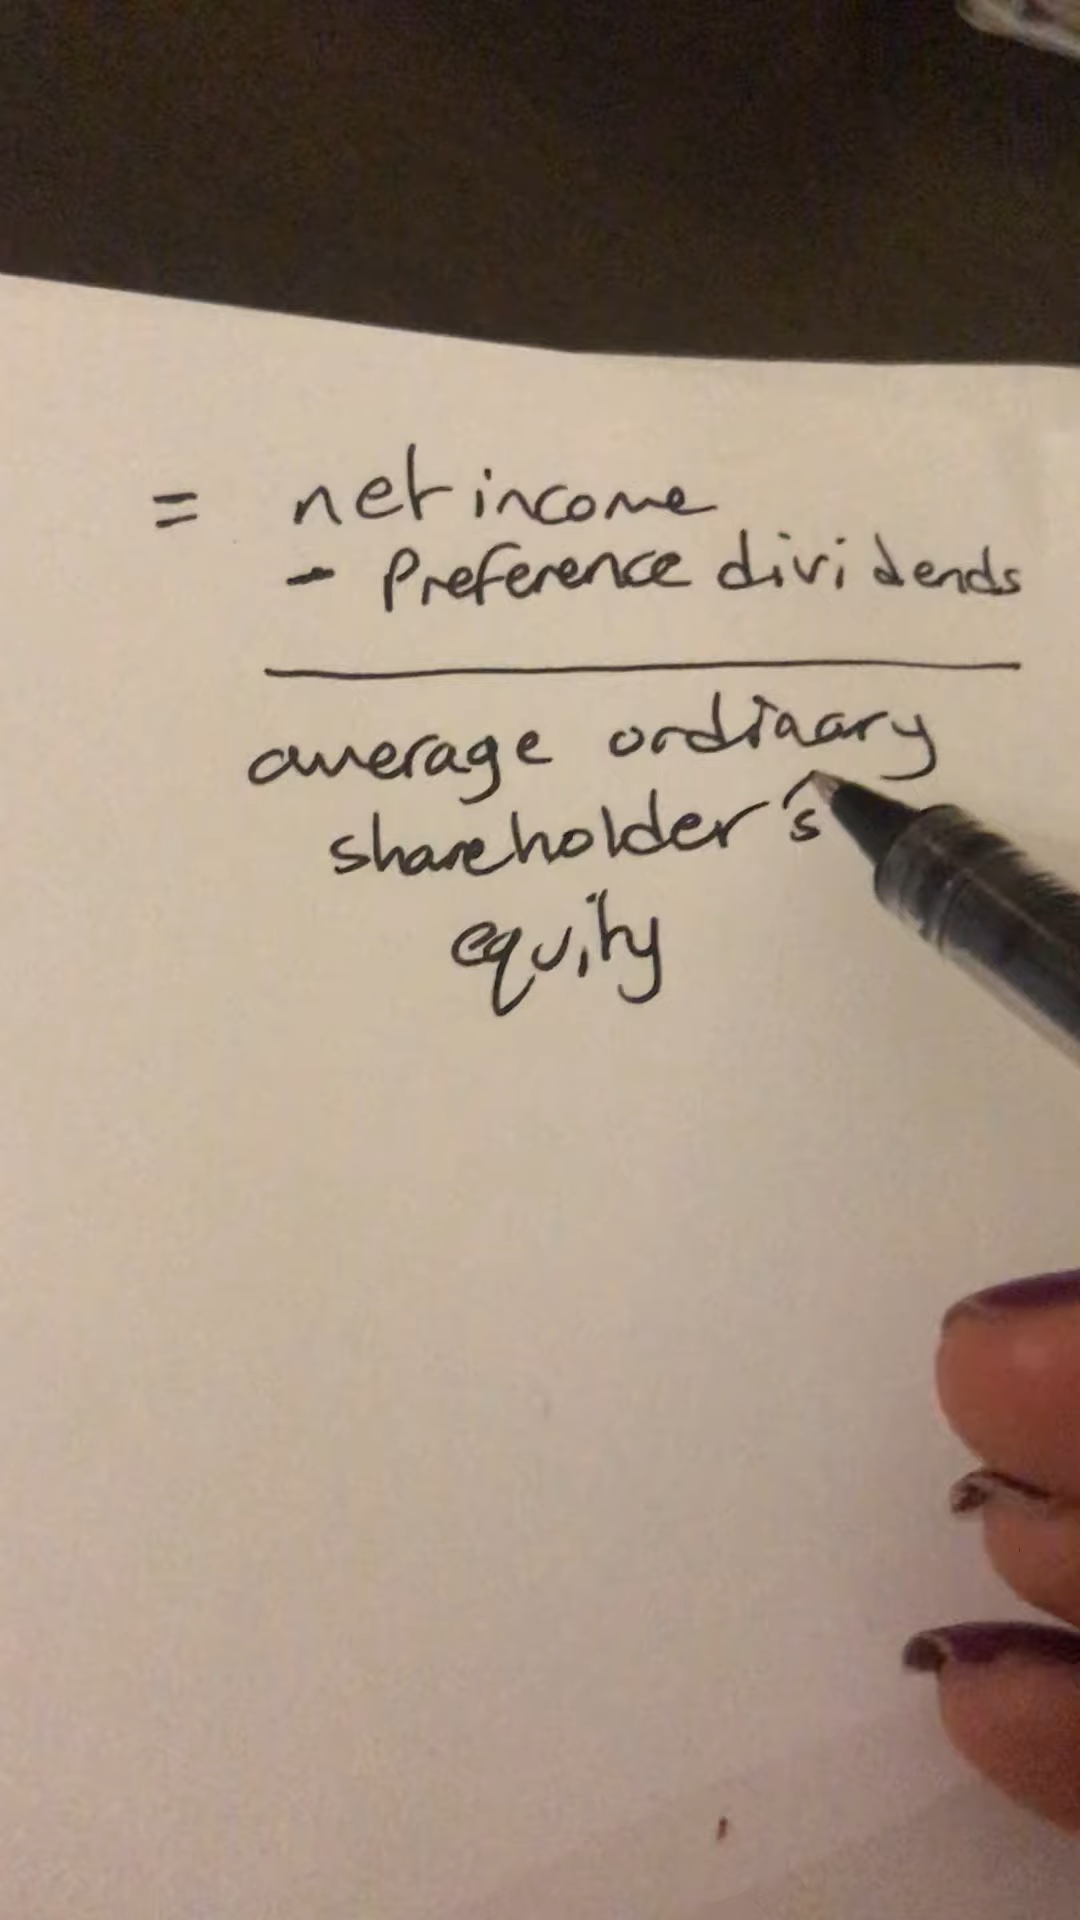 = net income
- Preference dividends
average ordinary
shareholder's
equity